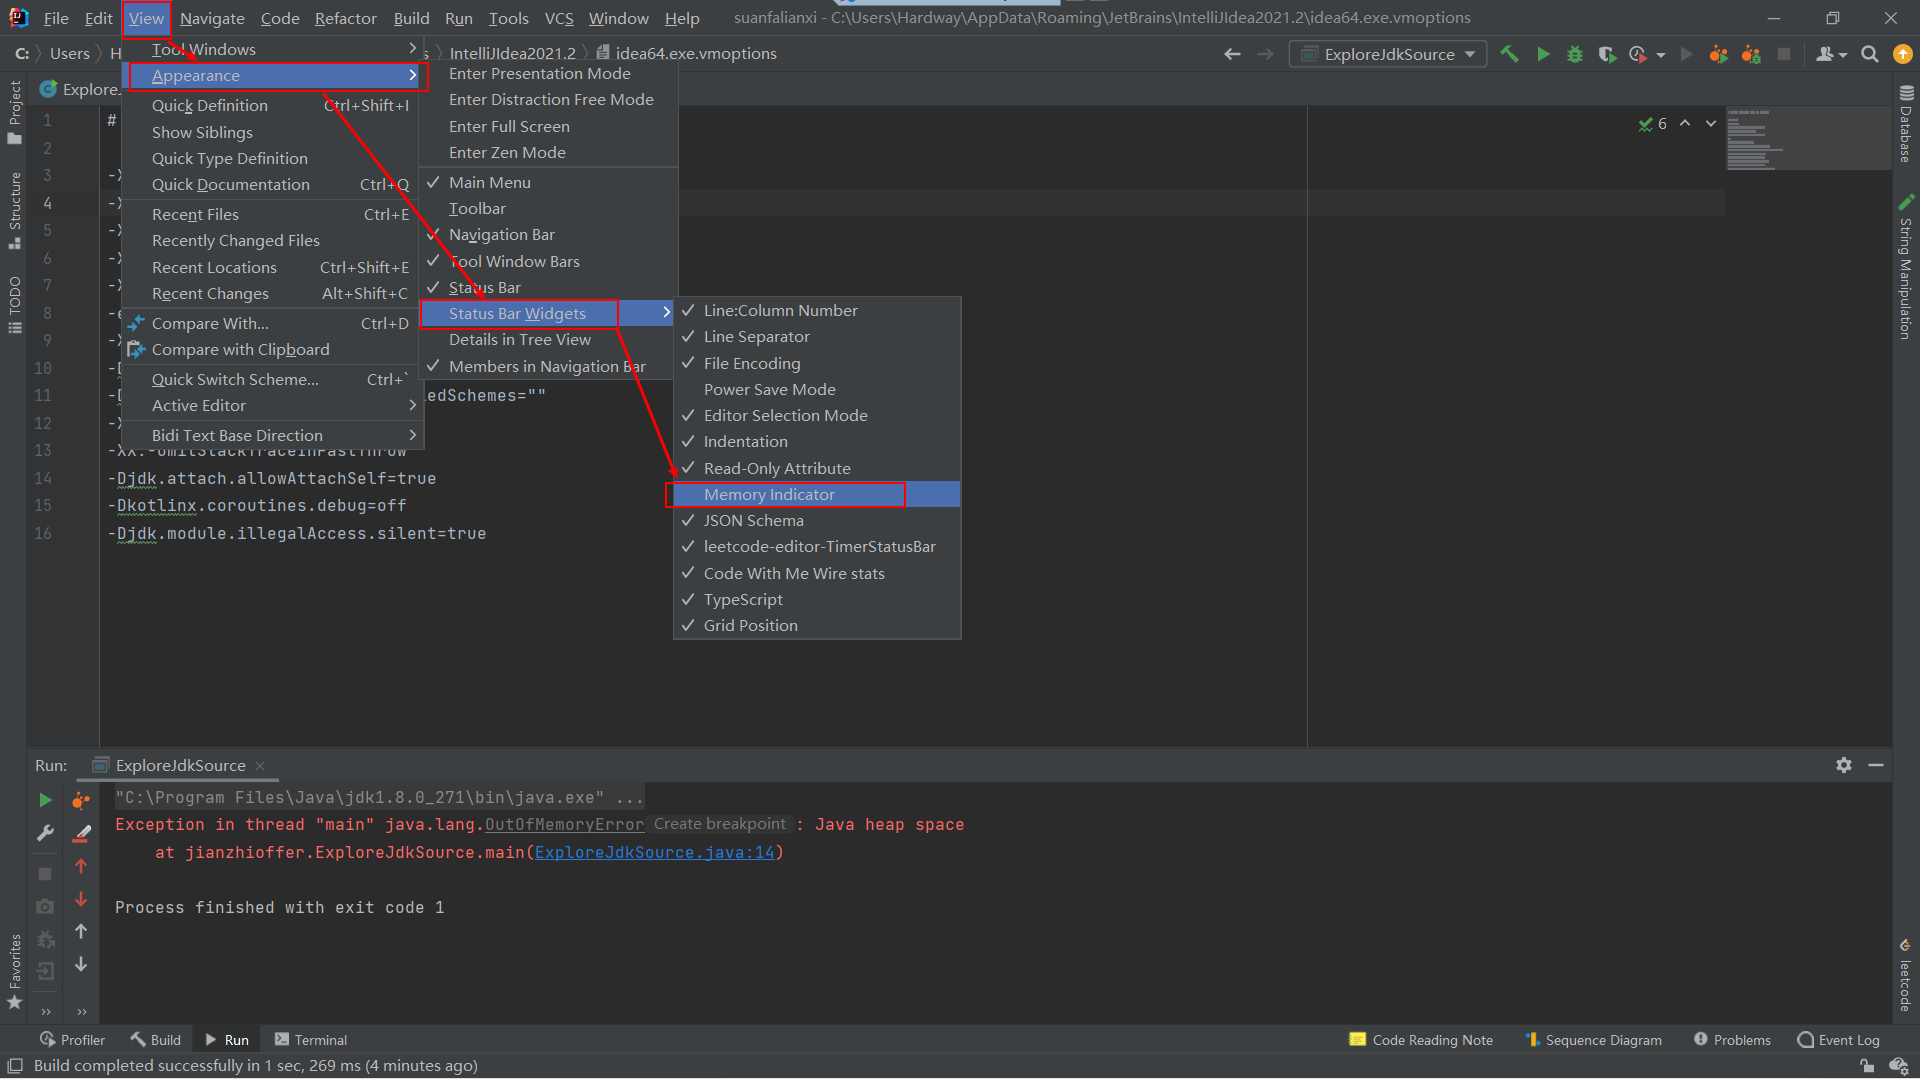 File Edit View Navigate Code Refactor Build Run Tools VCS Window Help suanfalianxi - C:\Users\Hardway\AppData\Roaming\JetBrains\IntelliJIdea2021.2\idea64.exe.vmoptions
C: Users H IntelliJIdea2021.2 idea64.exe.vmoptions ExploreJdkSource
Tool Windows
Appearance
Quick Definition Ctrl+Shift+I
Show Siblings
Quick Type Definition
Quick Documentation Ctrl+Q
Recent Files Ctrl+E
Recently Changed Files
Recent Locations Ctrl+Shift+E
Recent Changes Alt+Shift+C
Compare With... Ctrl+D
Compare with Clipboard
Quick Switch Scheme... Ctrl+`
Active Editor
Bidi Text Base Direction
Enter Presentation Mode
Enter Distraction Free Mode
Enter Full Screen
Enter Zen Mode
Main Menu
Toolbar
Navigation Bar
Tool Window Bars
Status Bar
Status Bar Widgets
Details in Tree View
Members in Navigation Bar
Line:Column Number
Line Separator
File Encoding
Power Save Mode
Editor Selection Mode
Indentation
Read-Only Attribute
Memory Indicator
JSON Schema
leetcode-editor-TimerStatusBar
Code With Me Wire stats
TypeScript
Grid Position
Project
Structure
TODO
Favorites
Explore.
6
1 #
2
3 -X
4 -X
5
6
7
8 -e
9
10
11 edSchemes=""
12
13
14 -Djdk.attach.allowAttachSelf=true
15 -Dkotlinx.coroutines.debug=off
16 -Djdk.module.illegalAccess.silent=true
Database
String Manipulation
leetcode
Run: ExploreJdkSource
"C:\Program Files\Java\jdk1.8.0_271\bin\java.exe" ...
Exception in thread "main" java.lang.OutOfMemoryError Create breakpoint : Java heap space
at jianzhioffer.ExploreJdkSource.main(ExploreJdkSource.java:14)
Process finished with exit code 1
Profiler Build Run Terminal Code Reading Note Sequence Diagram Problems Event Log
Build completed successfully in 1 sec, 269 ms (4 minutes ago)